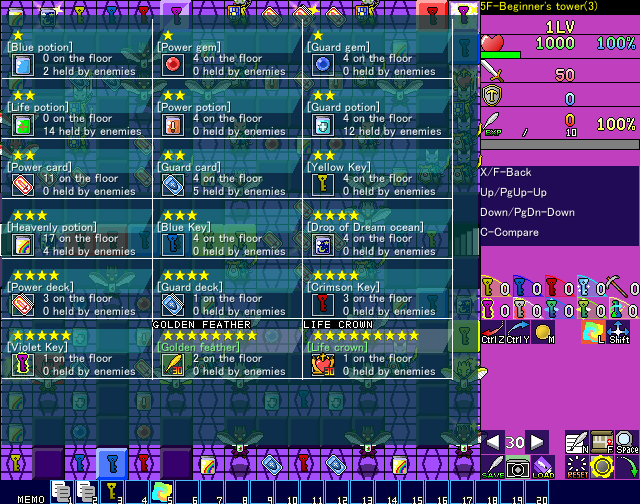 5F-Beginner's tower(3)
1LV
1000 100%
50
0
EXP / 0 10 100%
[Blue potion]
0 on the floor
2 held by enemies
[Power gem]
4 on the floor
0 held by enemies
[Guard gem]
4 on the floor
0 held by enemies
[Life potion]
0 on the floor
14 held by enemies
[Power potion]
4 on the floor
0 held by enemies
[Guard potion]
4 on the floor
12 held by enemies
[Power card]
11 on the floor
0 held by enemies
[Guard card]
4 on the floor
5 held by enemies
[Yellow Key]
4 on the floor
0 held by enemies
[Heavenly potion]
17 on the floor
4 held by enemies
[Blue Key]
4 on the floor
0 held by enemies
[Drop of Dream ocean]
4 on the floor
0 held by enemies
[Power deck]
3 on the floor
0 held by enemies
[Guard deck]
1 on the floor
0 held by enemies
[Crimson Key]
3 on the floor
0 held by enemies
[Violet Key]
1 on the floor
0 held by enemies
GOLDEN FEATHER
[Golden feather]
30
2 on the floor
0 held by enemies
LIFE CROWN
[Life crown]
30
1 on the floor
0 held by enemies
X/F-Back
Up/PgUp-Up
Down/PgDn-Down
C-Compare
0 0 0 0
0 0 0 0
Ctrl Z Ctrl Y M L Shift
30 N F Space
SAVE LOAD RESET
MEMO 1 2 3 4 5 6 7 8 9 10 11 12 13 14 15 16 17 18 19 20